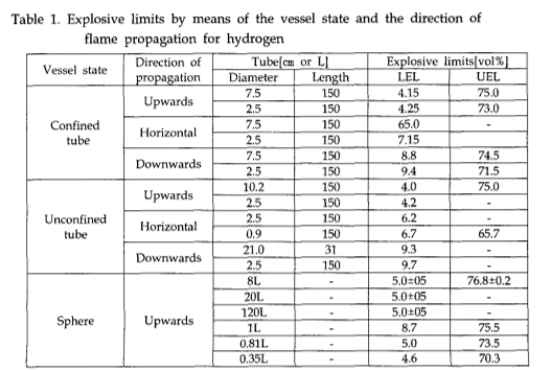 Table 1. Explosive limits by means of the vessel state and the direction of
flame propagation for hydrogen
Vessel state | Direction of propagation | Tube[cm or L] | Explosive limits[vol%]
Diameter | Length | LEL | UEL
Confined tube | Upwards | 7.5 | 150 | 4.15 | 75.0
2.5 | 150 | 4.25 | 73.0
Horizontal | 7.5 | 150 | 65.0 | -
2.5 | 150 | 7.15
Downwards | 7.5 | 150 | 8.8 | 74.5
2.5 | 150 | 9.4 | 71.5
Unconfined tube | Upwards | 10.2 | 150 | 4.0 | 75.0
2.5 | 150 | 4.2 | -
Horizontal | 2.5 | 150 | 6.2 | -
0.9 | 150 | 6.7 | 65.7
Downwards | 21.0 | 31 | 9.3 | -
2.5 | 150 | 9.7 | -
Sphere | Upwards | 8L | - | 5.0±05 | 76.8±0.2
20L | - | 5.0±05 | -
120L | - | 5.0±05 | -
1L | - | 8.7 | 75.5
0.81L | - | 5.0 | 73.5
0.35L | - | 4.6 | 70.3